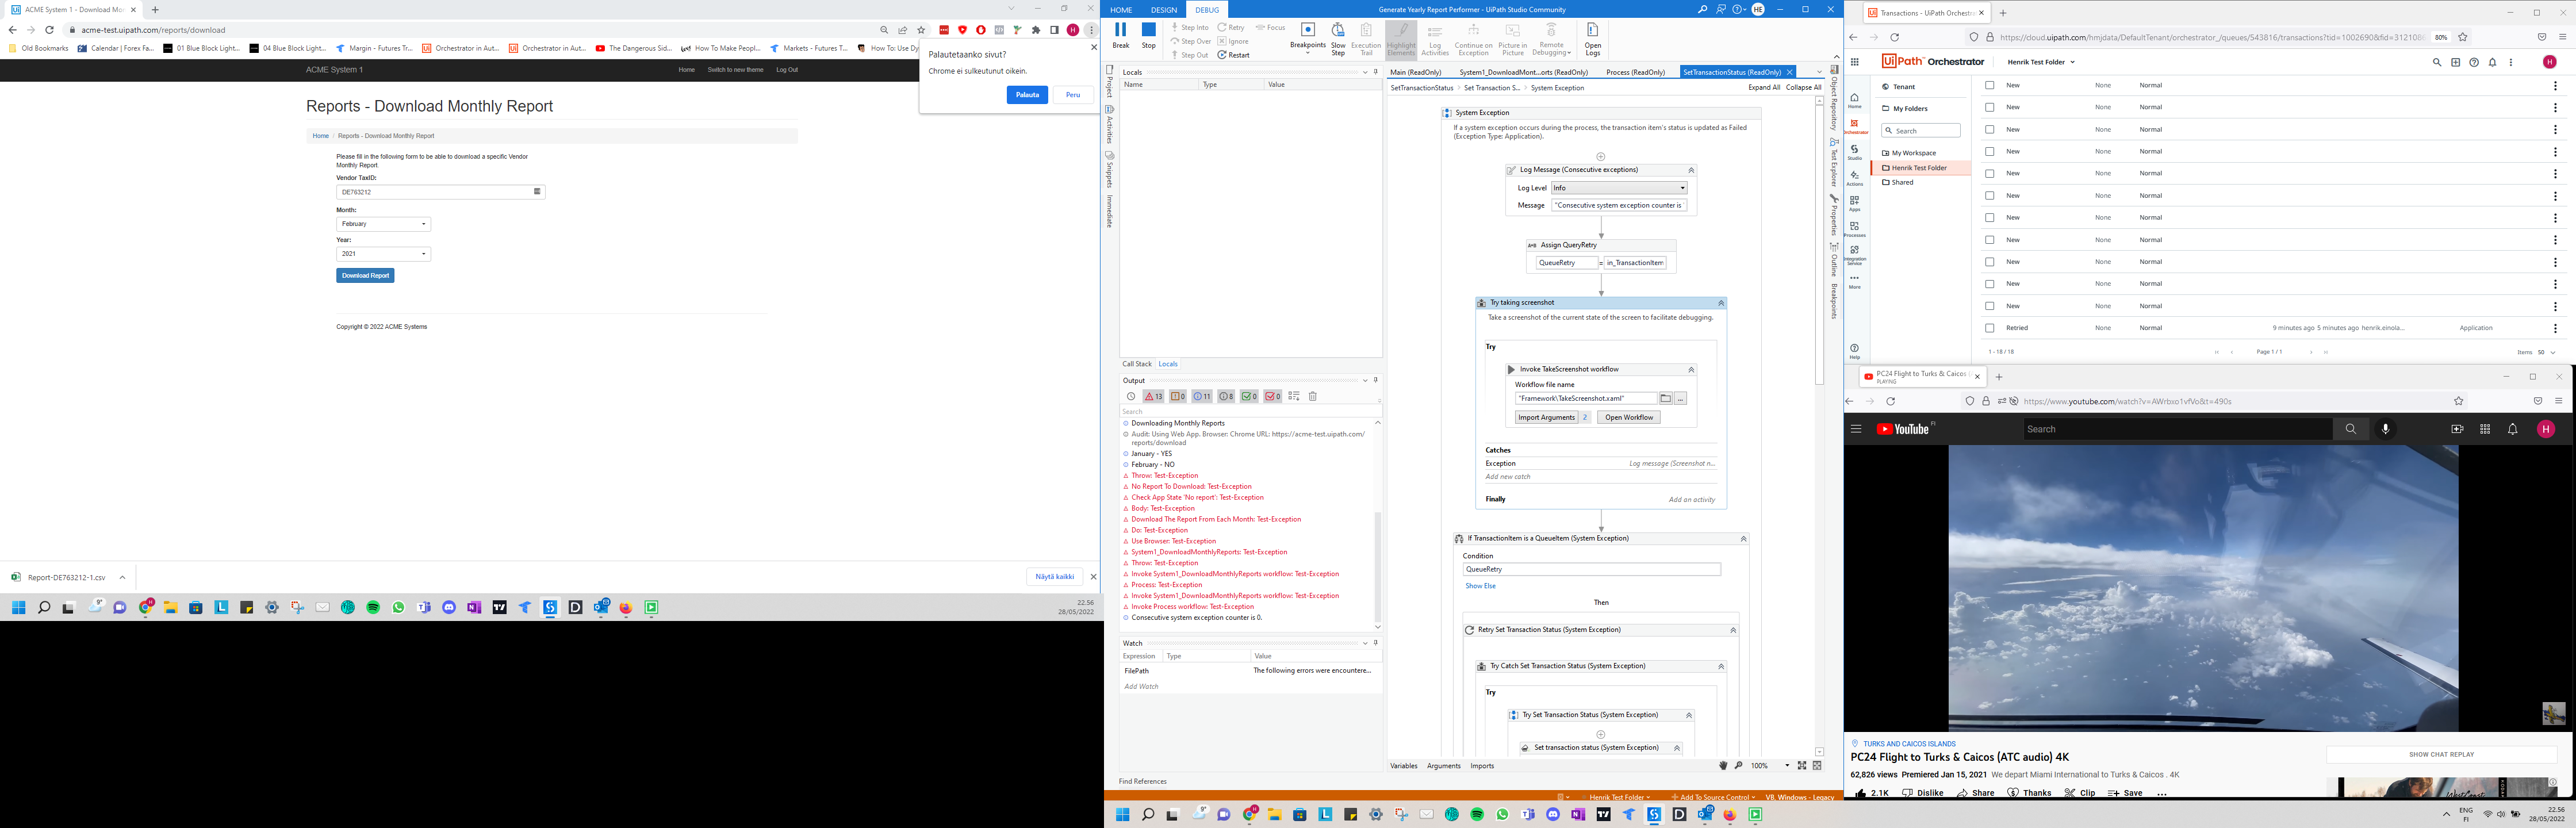 ACME System 1 - Download Mon
acme-test.uipath.com/reports/download
Old Bookmarks
Calendar | Forex Fa...
01 Blue Block Light...
04 Blue Block Light...
Margin - Futures Tr...
Orchestrator in Aut...
Orchestrator in Aut...
The Dangerous Sid...
How To Make Peopl...
Markets - Futures T...
How To: Use Dy
Palautetaanko sivut?
Chrome ei sulkeutunut oikein.
Palauta
Peru
ACME System 1
Home
Switch to new theme
Log Out
Reports - Download Monthly Report
Home / Reports - Download Monthly Report
Please fill in the following form to be able to download a specific Vendor
Monthly Report
Vendor TaxID:
DE763212
Month:
February
Year:
2021
Download Report
Copyright © 2022 ACME Systems
Report-DE763212-1.csv
Näytä kaikki
22.56
28/05/2022
HOME
DESIGN
DEBUG
Generate Yearly Report Performer - UiPath Studio Community
HE
Break
Stop
Step Into
Step Over
Step Out
Retry
Ignore
Restart
Focus
Breakpoints
Slow Step
Execution Trail
Highlight Elements
Log Activities
Continue on Exception
Picture in Picture
Remote Debugging
Open Logs
Project
Activities
Snippets
Immediate
Locals
Name
Type
Value
Call Stack
Locals
Output
13
0
11
8
0
0
Search
Downloading Monthly Reports
Audit: Using Web App. Browser: Chrome URL: https://acme-test.uipath.com/
reports/download
January - YES
February - NO
Throw: Test-Exception
No Report To Download: Test-Exception
Check App State 'No report': Test-Exception
Body: Test-Exception
Download The Report From Each Month: Test-Exception
Do: Test-Exception
Use Browser: Test-Exception
System1_DownloadMonthlyReports: Test-Exception
Throw: Test-Exception
Invoke System1_DownloadMonthlyReports workflow: Test-Exception
Process: Test-Exception
Invoke System1_DownloadMonthlyReports workflow: Test-Exception
Invoke Process workflow: Test-Exception
Consecutive system exception counter is 0.
Watch
Expression
Type
Value
FilePath
The following errors were encountere...
Add Watch
Find References
Main (ReadOnly)
System1_DownloadMont...orts (ReadOnly)
Process (ReadOnly)
SetTransactionStatus (ReadOnly)
SetTransactionStatus > Set Transaction S... > System Exception
Expand All
Collapse All
System Exception
If a system exception occurs during the process, the transaction item's status is updated as Failed
(Exception Type: Application).
Log Message (Consecutive exceptions)
Log Level
Info
Message
"Consecutive system exception counter is
Assign QueryRetry
QueueRetry
=
in_TransactionItem
Try taking screenshot
Take a screenshot of the current state of the screen to facilitate debugging.
Try
Invoke TakeScreenshot workflow
Workflow file name
"Framework\TakeScreenshot.xaml"
...
Import Arguments
2
Open Workflow
Catches
Exception
Log message (Screenshot n...
Add new catch
Finally
Add an activity
If TransactionItem is a QueueItem (System Exception)
Condition
QueueRetry
Show Else
Then
Retry Set Transaction Status (System Exception)
Try Catch Set Transaction Status (System Exception)
Try
Try Set Transaction Status (System Exception)
Set transaction status (System Exception)
Variables
Arguments
Imports
100%
Object Repository
Test Explorer
Properties
Outline
Breakpoints
Henrik Test Folder
Add To Source Control
VB, Windows - Legacy
Transactions - UiPath Orchestra
https://cloud.uipath.com/hmjdata/DefaultTenant/orchestrator_/queues/543816/transactions?tid=1002690&fid=312108
80%
UiPath Orchestrator
Henrik Test Folder
Home
Orchestrator
Studio
Actions
Apps
Processes
Integration Service
More
Help
Tenant
My Folders
Search
My Workspace
Henrik Test Folder
Shared
New None Normal
New None Normal
New None Normal
New None Normal
New None Normal
New None Normal
New None Normal
New None Normal
New None Normal
New None Normal
New None Normal
Retried None Normal 9 minutes ago 5 minutes ago henrik.einola... Application
1 - 18 / 18
Page 1 / 1
Items 50
PC24 Flight to Turks & Caicos
PLAYING
https://www.youtube.com/watch?v=AWrbxo1vfVo&t=490s
YouTube FI
Search
TURKS AND CAICOS ISLANDS
PC24 Flight to Turks & Caicos (ATC audio) 4K
62,826 views Premiered Jan 15, 2021 We depart Miami International to Turks & Caicos . 4K
2.1K
Dislike
Share
Thanks
Clip
Save
...
SHOW CHAT REPLAY
ENG
FI
22.56
28/05/2022